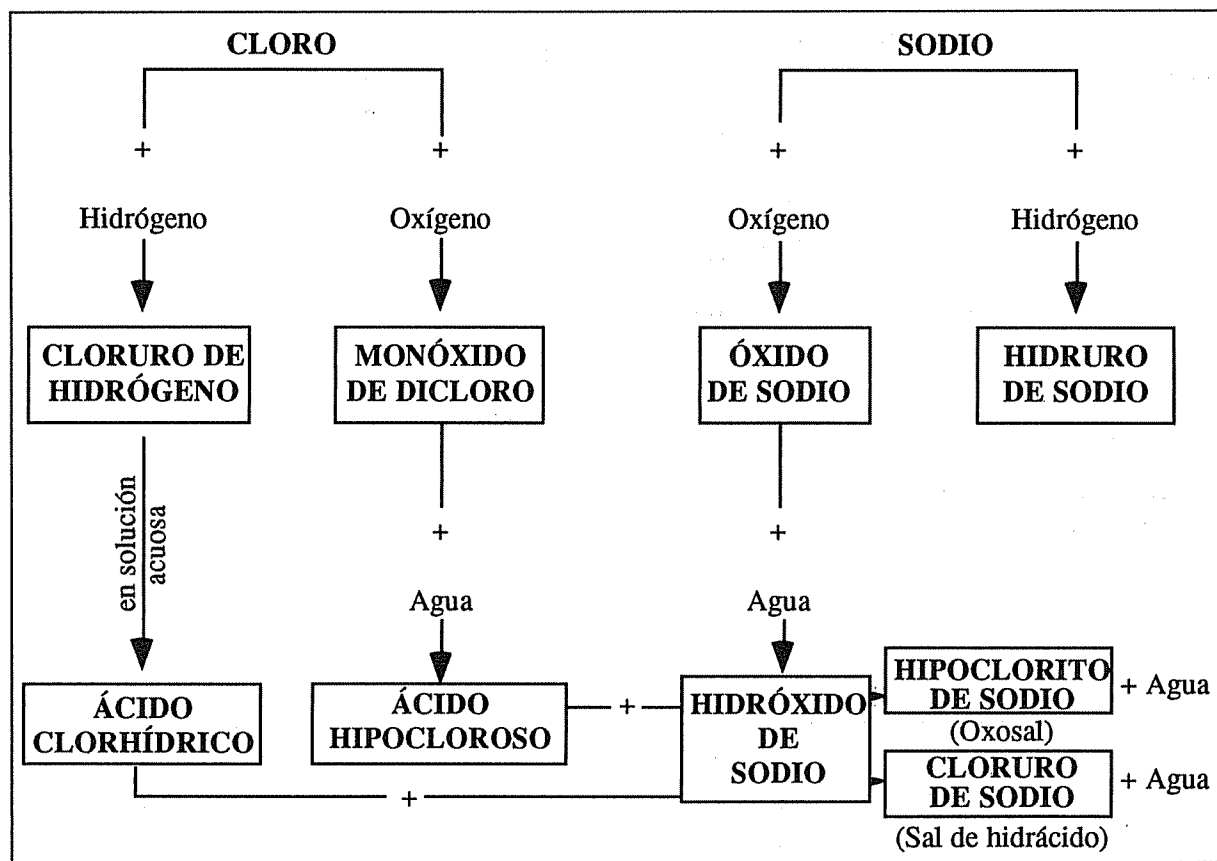 CLORO
SODIO
+
+
+
+
Hidrógeno
Oxígeno
Oxígeno
Hidrógeno
CLORURO DE
HIDRÓGENO
MONÓXIDO
DE DICLORO
ÓXIDO
DE SODIO
HIDRURO
DE SODIO
en solución
acuosa
+
+
Agua
Agua
ÁCIDO
CLORHÍDRICO
ÁCIDO
HIPOCLOROSO
+
HIDRÓXIDO
DE
SODIO
HIPOCLORITO
DE SODIO
+ Agua
(Oxosal)
+
CLORURO
DE SODIO
+ Agua
(Sal de hidrácido)